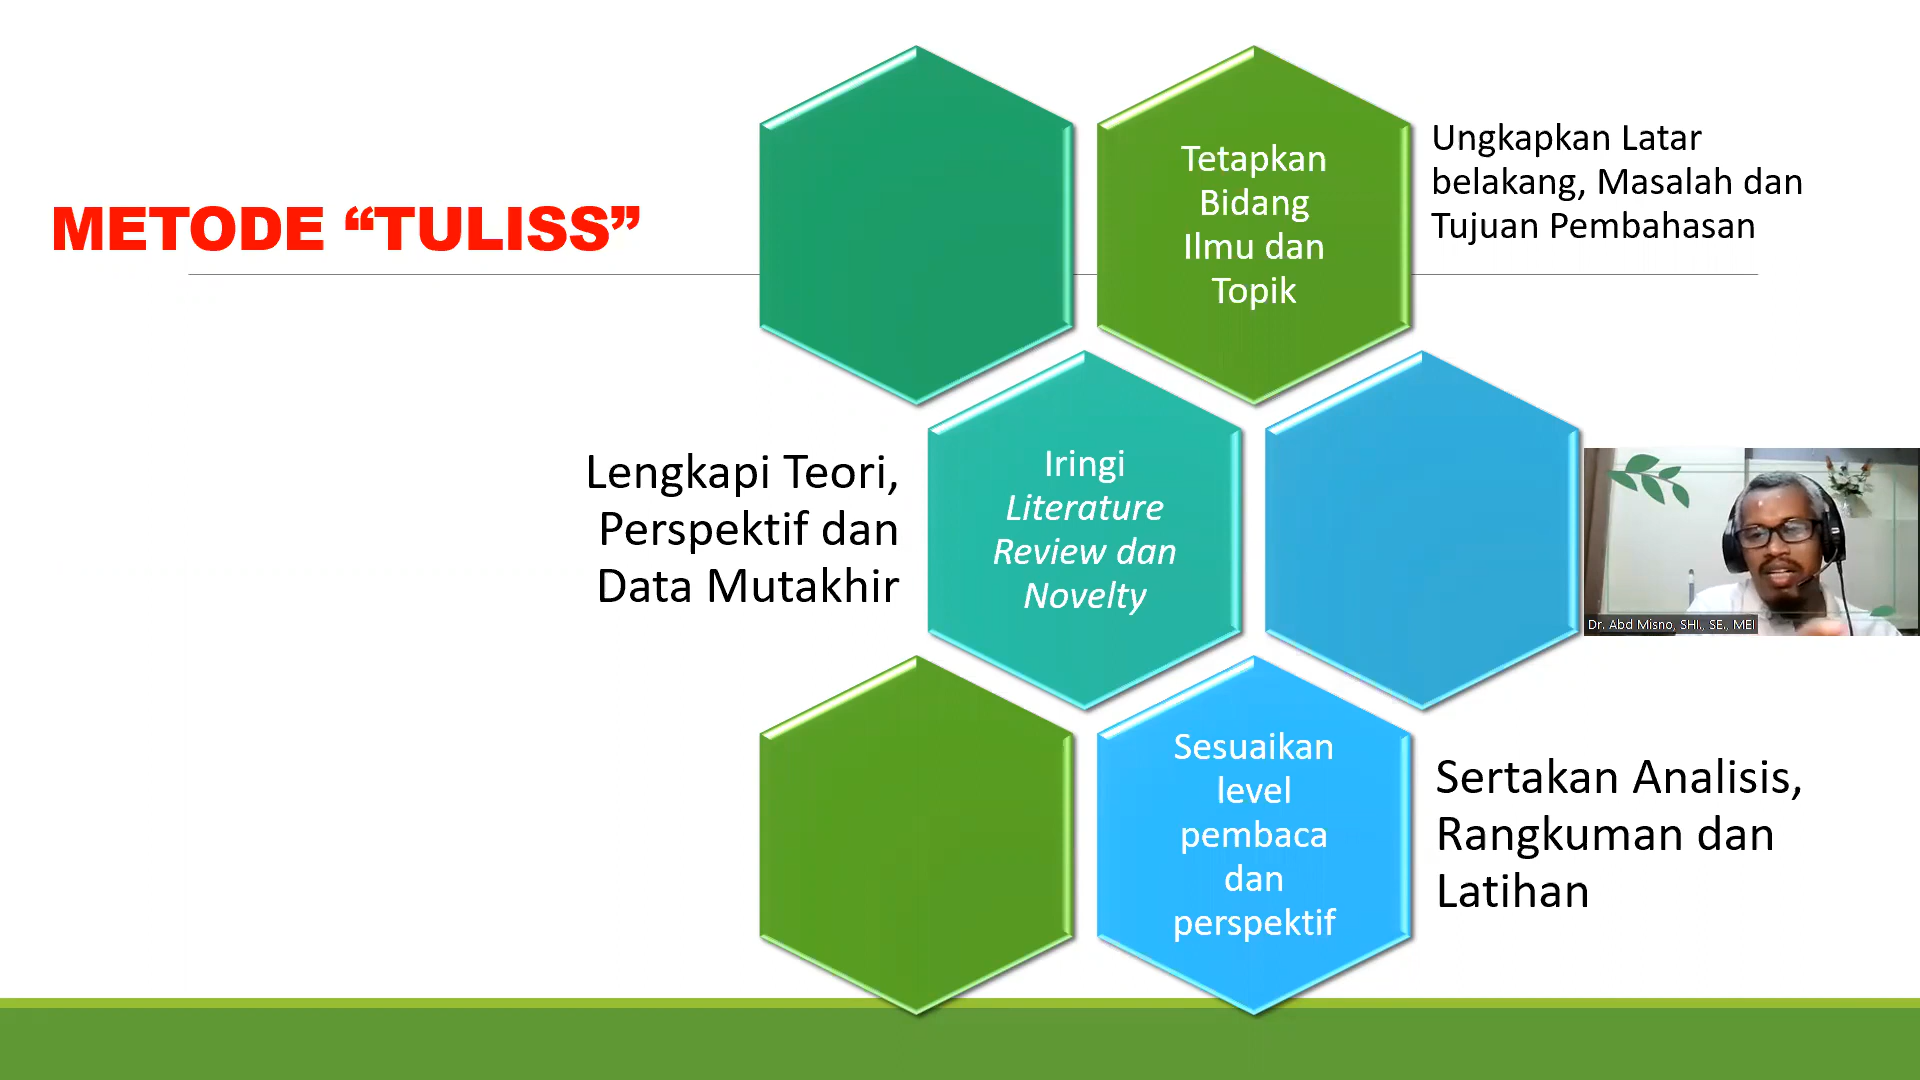 METODE “TULISS”
Tetapkan
Bidang
Ilmu dan
Topik
Ungkapkan Latar
belakang, Masalah dan
Tujuan Pembahasan
Lengkapi Teori,
Perspektif dan
Data Mutakhir
Iringi
Literature
Review dan
Novelty
Dr. Abd Misno, SHI., SE., MEI
Sesuaikan
level
pembaca
dan
perspektif
Sertakan Analisis,
Rangkuman dan
Latihan